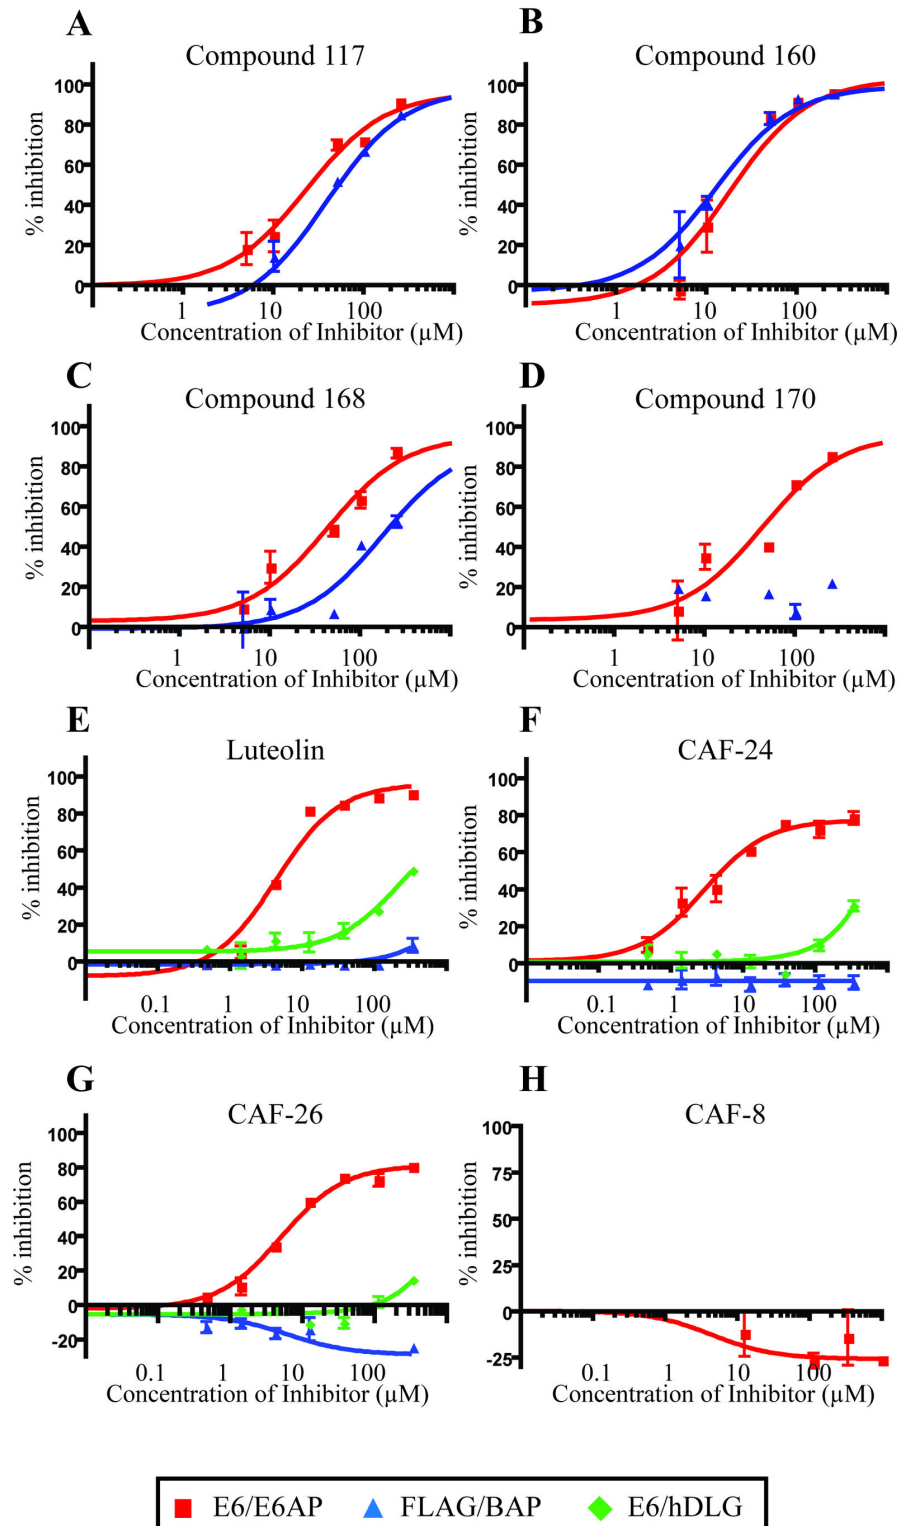 A
B
Compound 117
Compound 160
% inhibition
100
80
60
40
20
0
1
10
100
Concentration of Inhibitor (µM)
% inhibition
100
80
60
40
20
0
1
10
100
Concentration of Inhibitor (µM)
C
D
Compound 168
Compound 170
% inhibition
100
80
60
40
20
0
1
10
100
Concentration of Inhibitor (µM)
% inhibition
100
80
60
40
20
0
1
10
100
Concentration of Inhibitor (µM)
E
F
Luteolin
CAF-24
% inhibition
100
80
60
40
20
0
0.1
1
10
100
Concentration of Inhibitor (µM)
% inhibition
100
80
60
40
20
0
0.1
1
10
100
Concentration of Inhibitor (µM)
G
H
CAF-26
CAF-8
% inhibition
100
80
60
40
20
0
-20
0.1
1
10
100
Concentration of Inhibitor (µM)
% inhibition
100
75
50
25
0
-25
0.1
1
10
100
Concentration of Inhibitor (µM)
E6/E6AP FLAG/BAP E6/hDLG